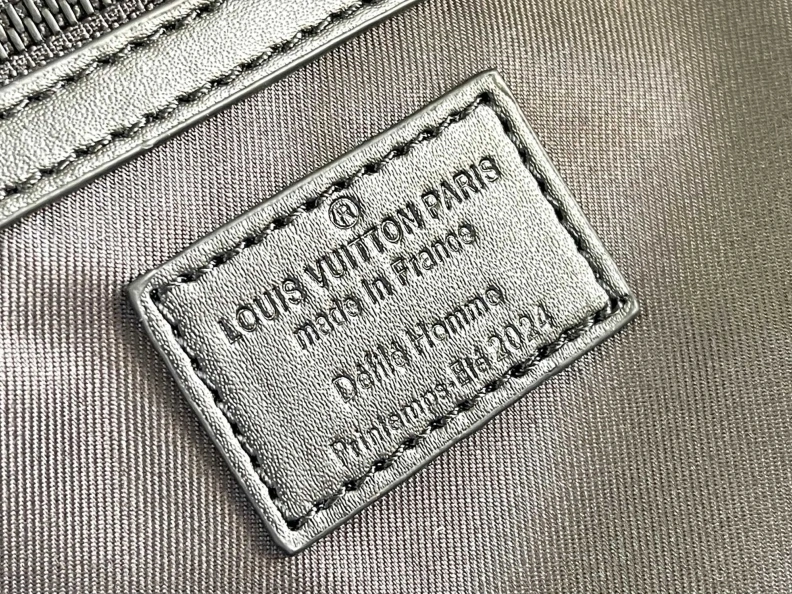 ®
LOUIS VUITTON PARIS
made in France
Défilé Homme
Printemps-Été 2024